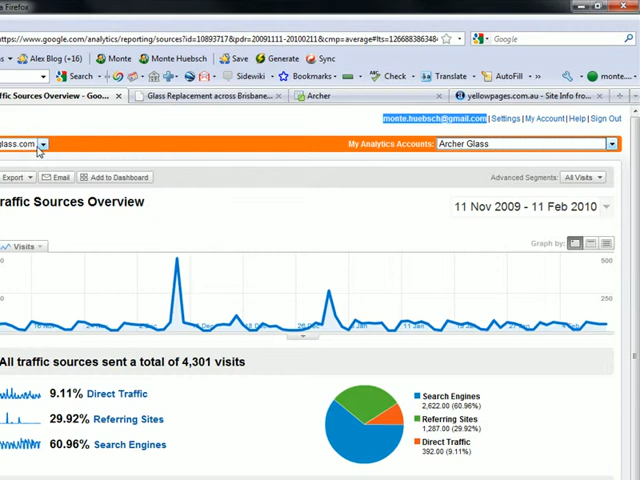 a Firefox
https://www.google.com/analytics/reporting/sources?id=10893717&pdr=20091111-20100211&cmp=average#lts=1266883863484
Google
Alex Blog (+16) Monte Monte Huebsch Save Generate Sync
Search Sidewiki Bookmarks Check Translate AutoFill monte....
ffic Sources Overview - Goo... Glass Replacement across Brisbane... Archer yellowpages.com.au - Site Info from...
monte.huebsch@gmail.com | Settings | My Account | Help | Sign Out
lass.com My Analytics Accounts: Archer Glass
Export Email Add to Dashboard Advanced Segments: All Visits
raffic Sources Overview
11 Nov 2009 - 11 Feb 2010
Visits Graph by:
500
250
All traffic sources sent a total of 4,301 visits
9.11% Direct Traffic
29.92% Referring Sites
60.96% Search Engines
Search Engines
2,622.00 (60.96%)
Referring Sites
1,287.00 (29.92%)
Direct Traffic
392.00 (9.11%)